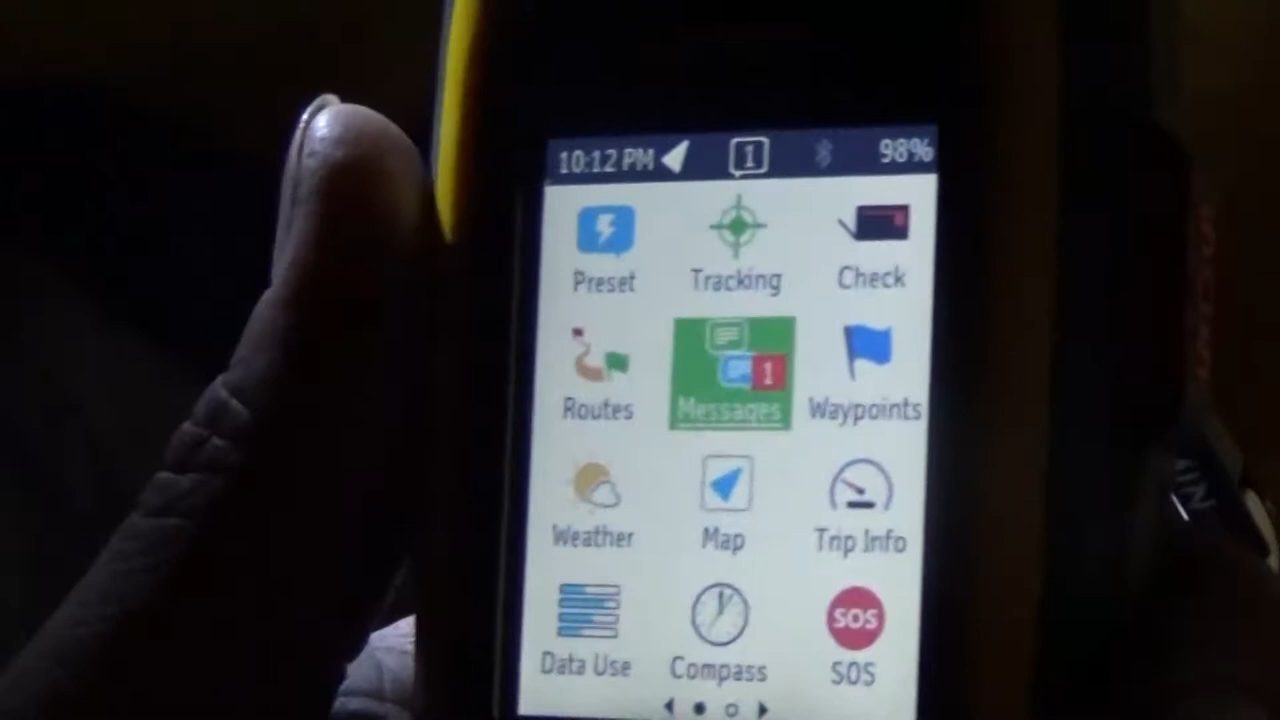 10:12 PM 1 98%
Preset Tracking Check
1
Routes Messages Waypoints
Weather Map Trip Info
SOS
Data Use Compass SOS